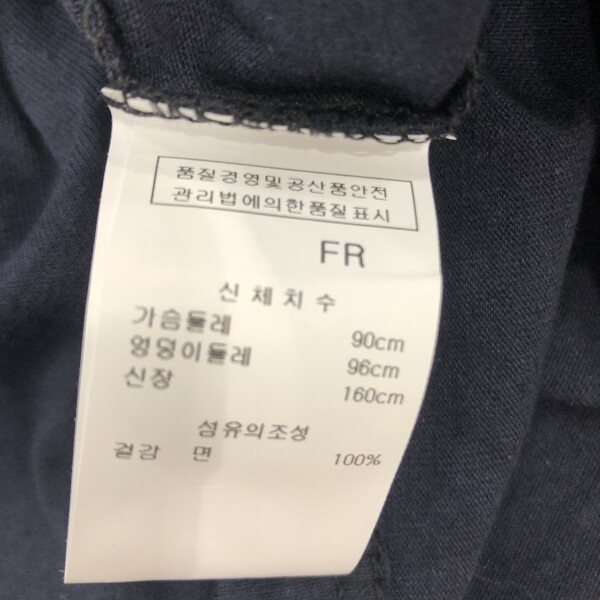 품질경영및공산품안전
관리법에의한품질표시
FR
신체치수
가슴둘레 90cm
엉덩이둘레 96cm
신장 160cm
섬유의조성
겉감 면 100%